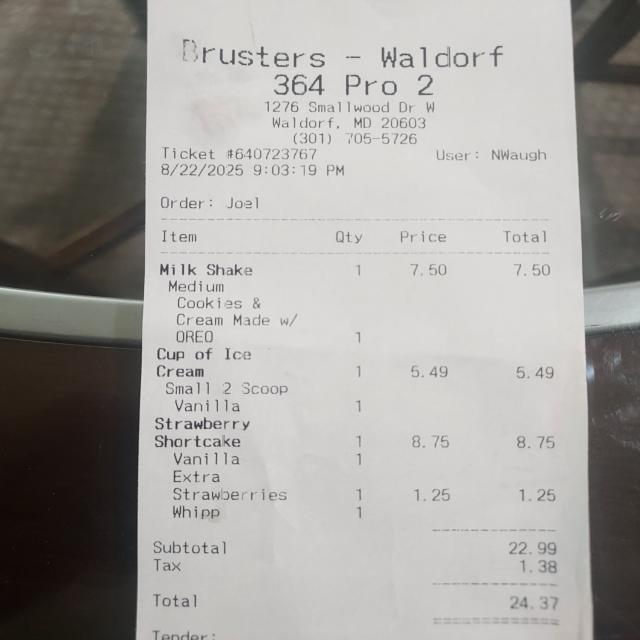 Brusters - Waldorf
364 Pro 2
1276 Smallwood Dr W
Waldorf, MD 20603
(301) 705-5726
Ticket #640723767 User: NWaugh
8/22/2025 9:03:19 PM
Order: Joel
Item Qty Price Total
Milk Shake 1 7.50 7.50
Medium
Cookies &
Cream Made w/
OREO 1
Cup of Ice
Cream 1 5.49 5.49
Small 2 Scoop
Vanilla 1
Strawberry
Shortcake 1 8.75 8.75
Vanilla 1
Extra
Strawberries 1 1.25 1.25
Whipp 1
Subtotal 22.99
Tax 1.38
Total 24.37
Tender: